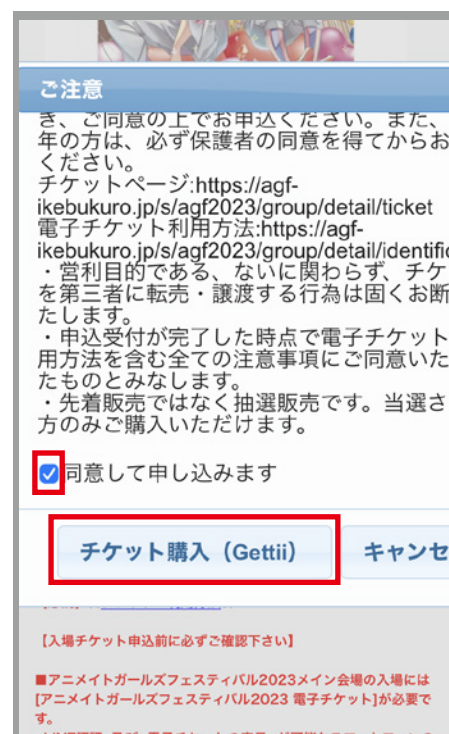 ご注意
き、ご同意の上でお申込ください。また、
年の方は、必ず保護者の同意を得てからお
ください。
チケットページ:https://agf-
ikebukuro.jp/s/agf2023/group/detail/ticket
電子チケット利用方法:https://agf-
ikebukuro.jp/s/agf2023/group/detail/identific
・営利目的である、ないに関わらず、チケ
を第三者に転売・譲渡する行為は固くお断
たします。
・申込受付が完了した時点で電子チケット
用方法を含む全ての注意事項にご同意いた
たものとみなします。
・先着販売ではなく抽選販売です。当選さ
方のみご購入いただけます。
同意して申し込みます
チケット購入（Gettii） キャンセ
【入場チケット申込前に必ずご確認下さい】
■アニメイトガールズフェスティバル2023メイン会場の入場には
[アニメイトガールズフェスティバル2023 電子チケット]が必要で
す。